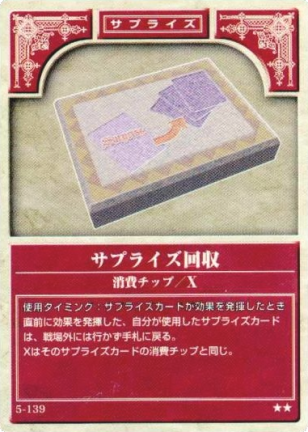 サプライズ
Surprise
サプライズ回収
消費チップ/X
使用タイミング：サプライズカードが効果を発揮したとき
直前に効果を発揮した、自分が使用したサプライズカード
は、戦場外には行かず手札に戻る。
Xはそのサプライズカードの消費チップと同じ。
5-139 ★★